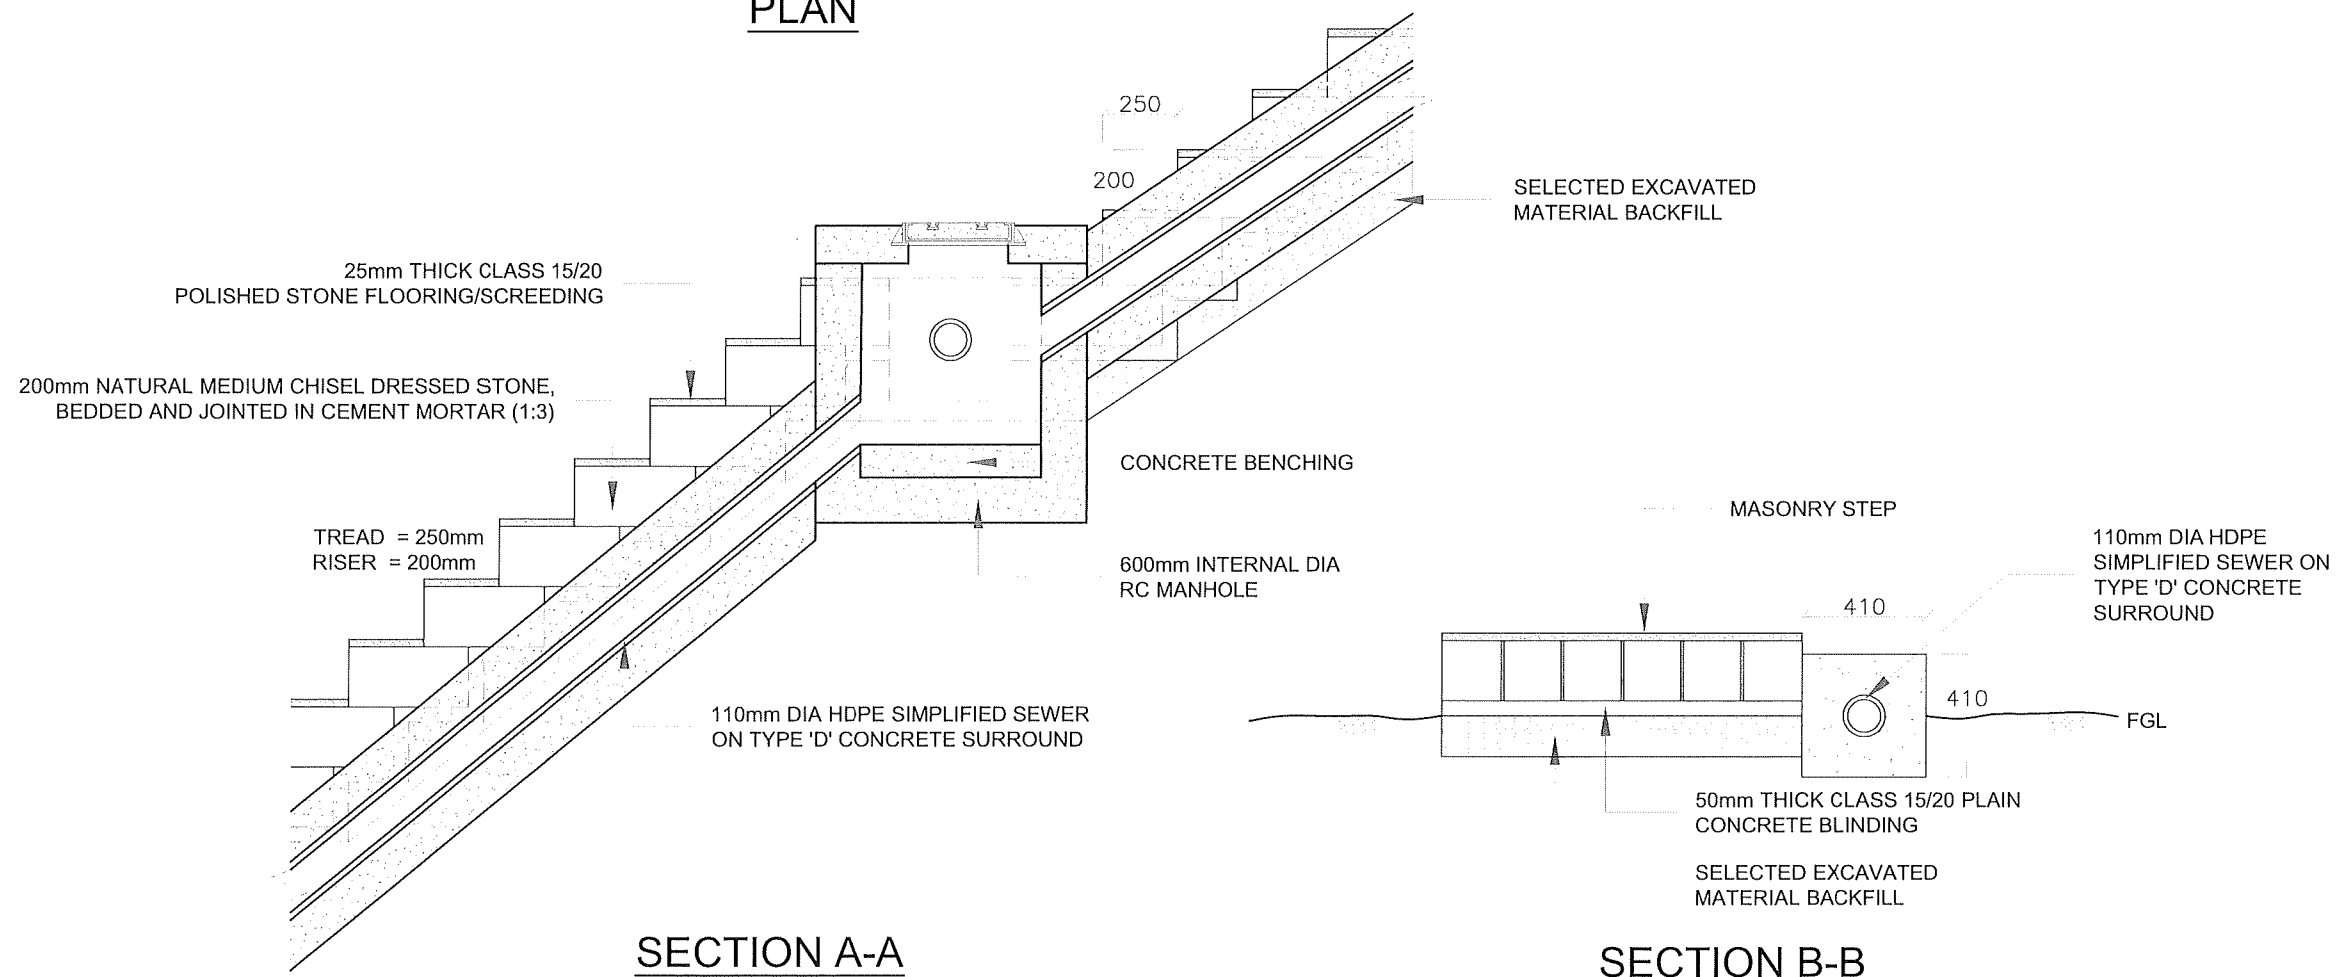 PLAN
250
200
SELECTED EXCAVATED
MATERIAL BACKFILL
25mm THICK CLASS 15/20
POLISHED STONE FLOORING/SCREEDING
200mm NATURAL MEDIUM CHISEL DRESSED STONE,
BEDDED AND JOINTED IN CEMENT MORTAR (1:3)
TREAD = 250mm
RISER = 200mm
CONCRETE BENCHING
600mm INTERNAL DIA
RC MANHOLE
110mm DIA HDPE SIMPLIFIED SEWER
ON TYPE 'D' CONCRETE SURROUND
SECTION A-A
MASONRY STEP
110mm DIA HDPE
SIMPLIFIED SEWER ON
TYPE 'D' CONCRETE
SURROUND
410
410
FGL
50mm THICK CLASS 15/20 PLAIN
CONCRETE BLINDING
SELECTED EXCAVATED
MATERIAL BACKFILL
SECTION B-B